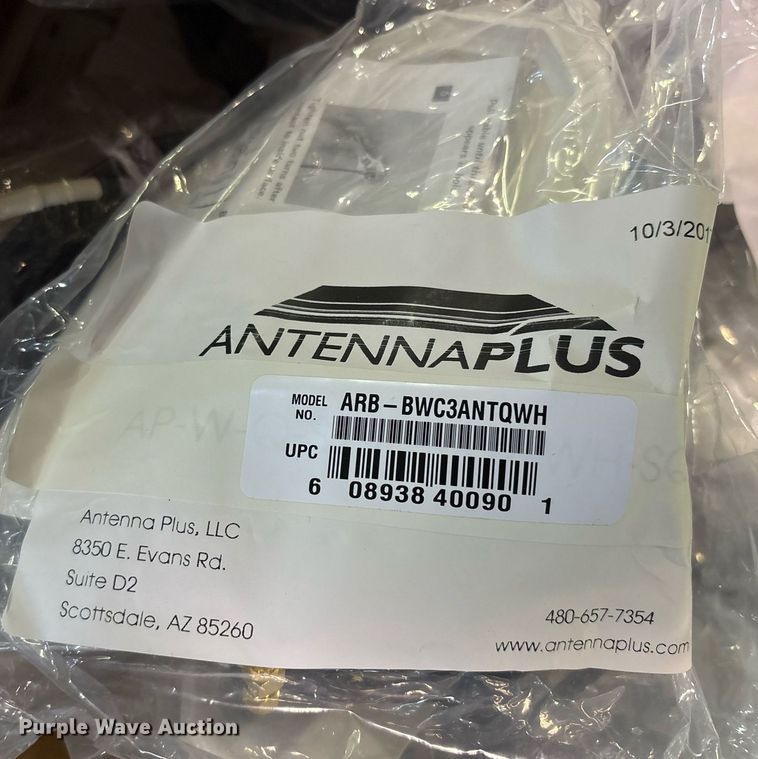 10/3/201
ANTENNAPLUS
MODEL NO. ARB-BWC3ANTQWH
UPC
6 08938 40090 1
Antenna Plus, LLC
8350 E. Evans Rd.
Suite D2
Scottsdale, AZ 85260
480-657-7354
www.antennaplus.com
Purple Wave Auction